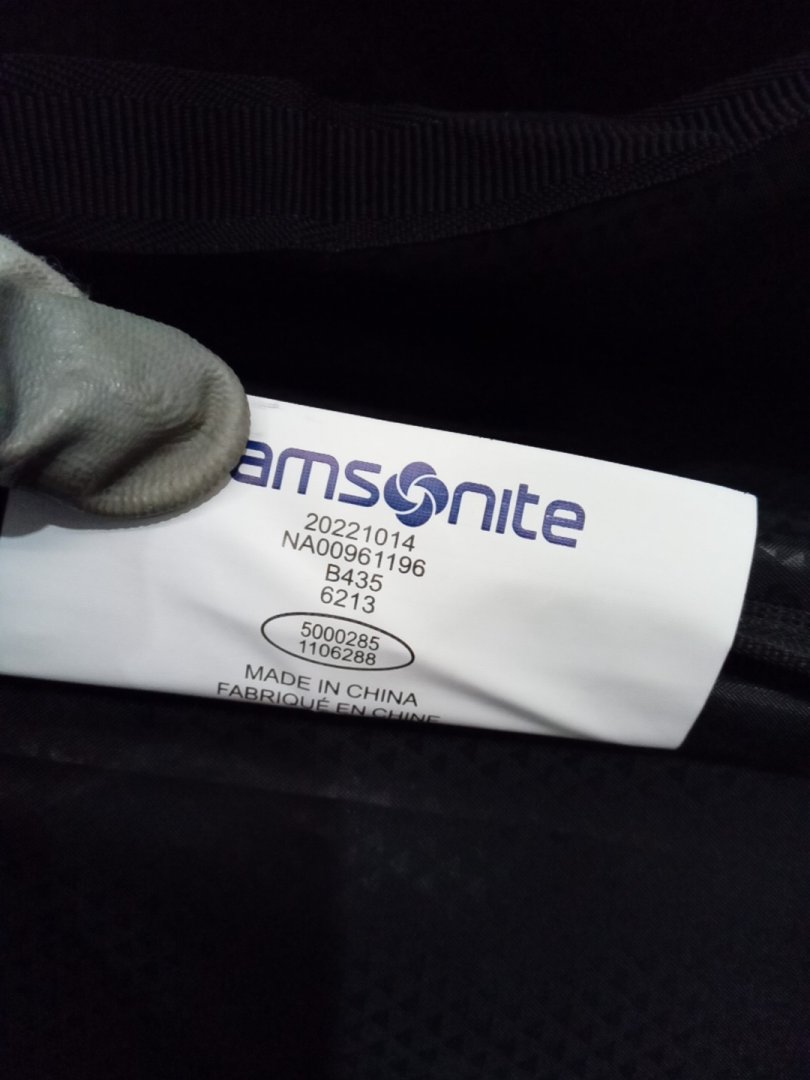 amsonite
20221014
NA00961196
B435
6213
5000285
1106288
MADE IN CHINA
FABRIQUÉ EN CHINE